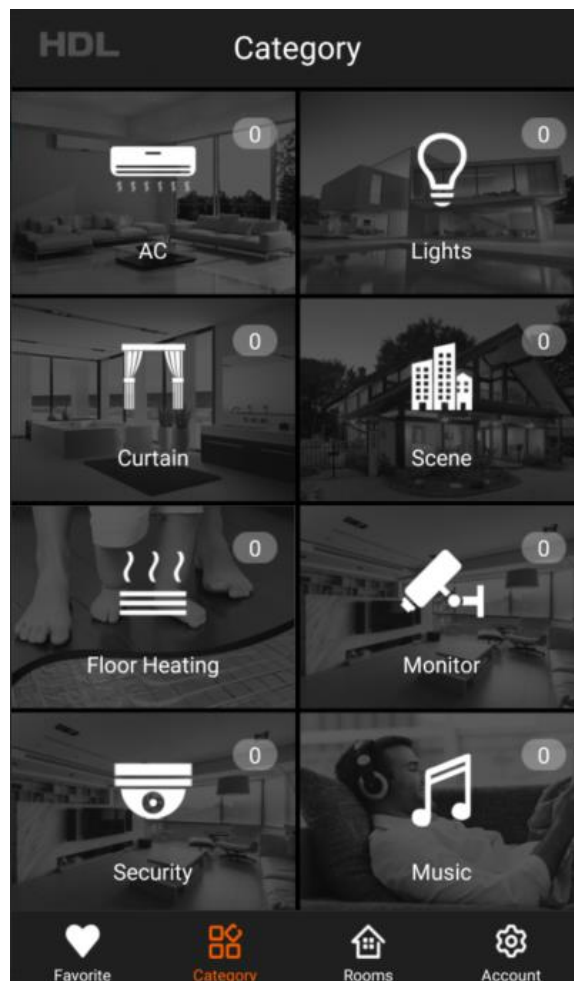 HDL
Category
0
0
AC
Lights
0
0
Curtain
Scene
0
0
Floor Heating
Monitor
0
0
Security
Music
Favorite
Category
Rooms
Account